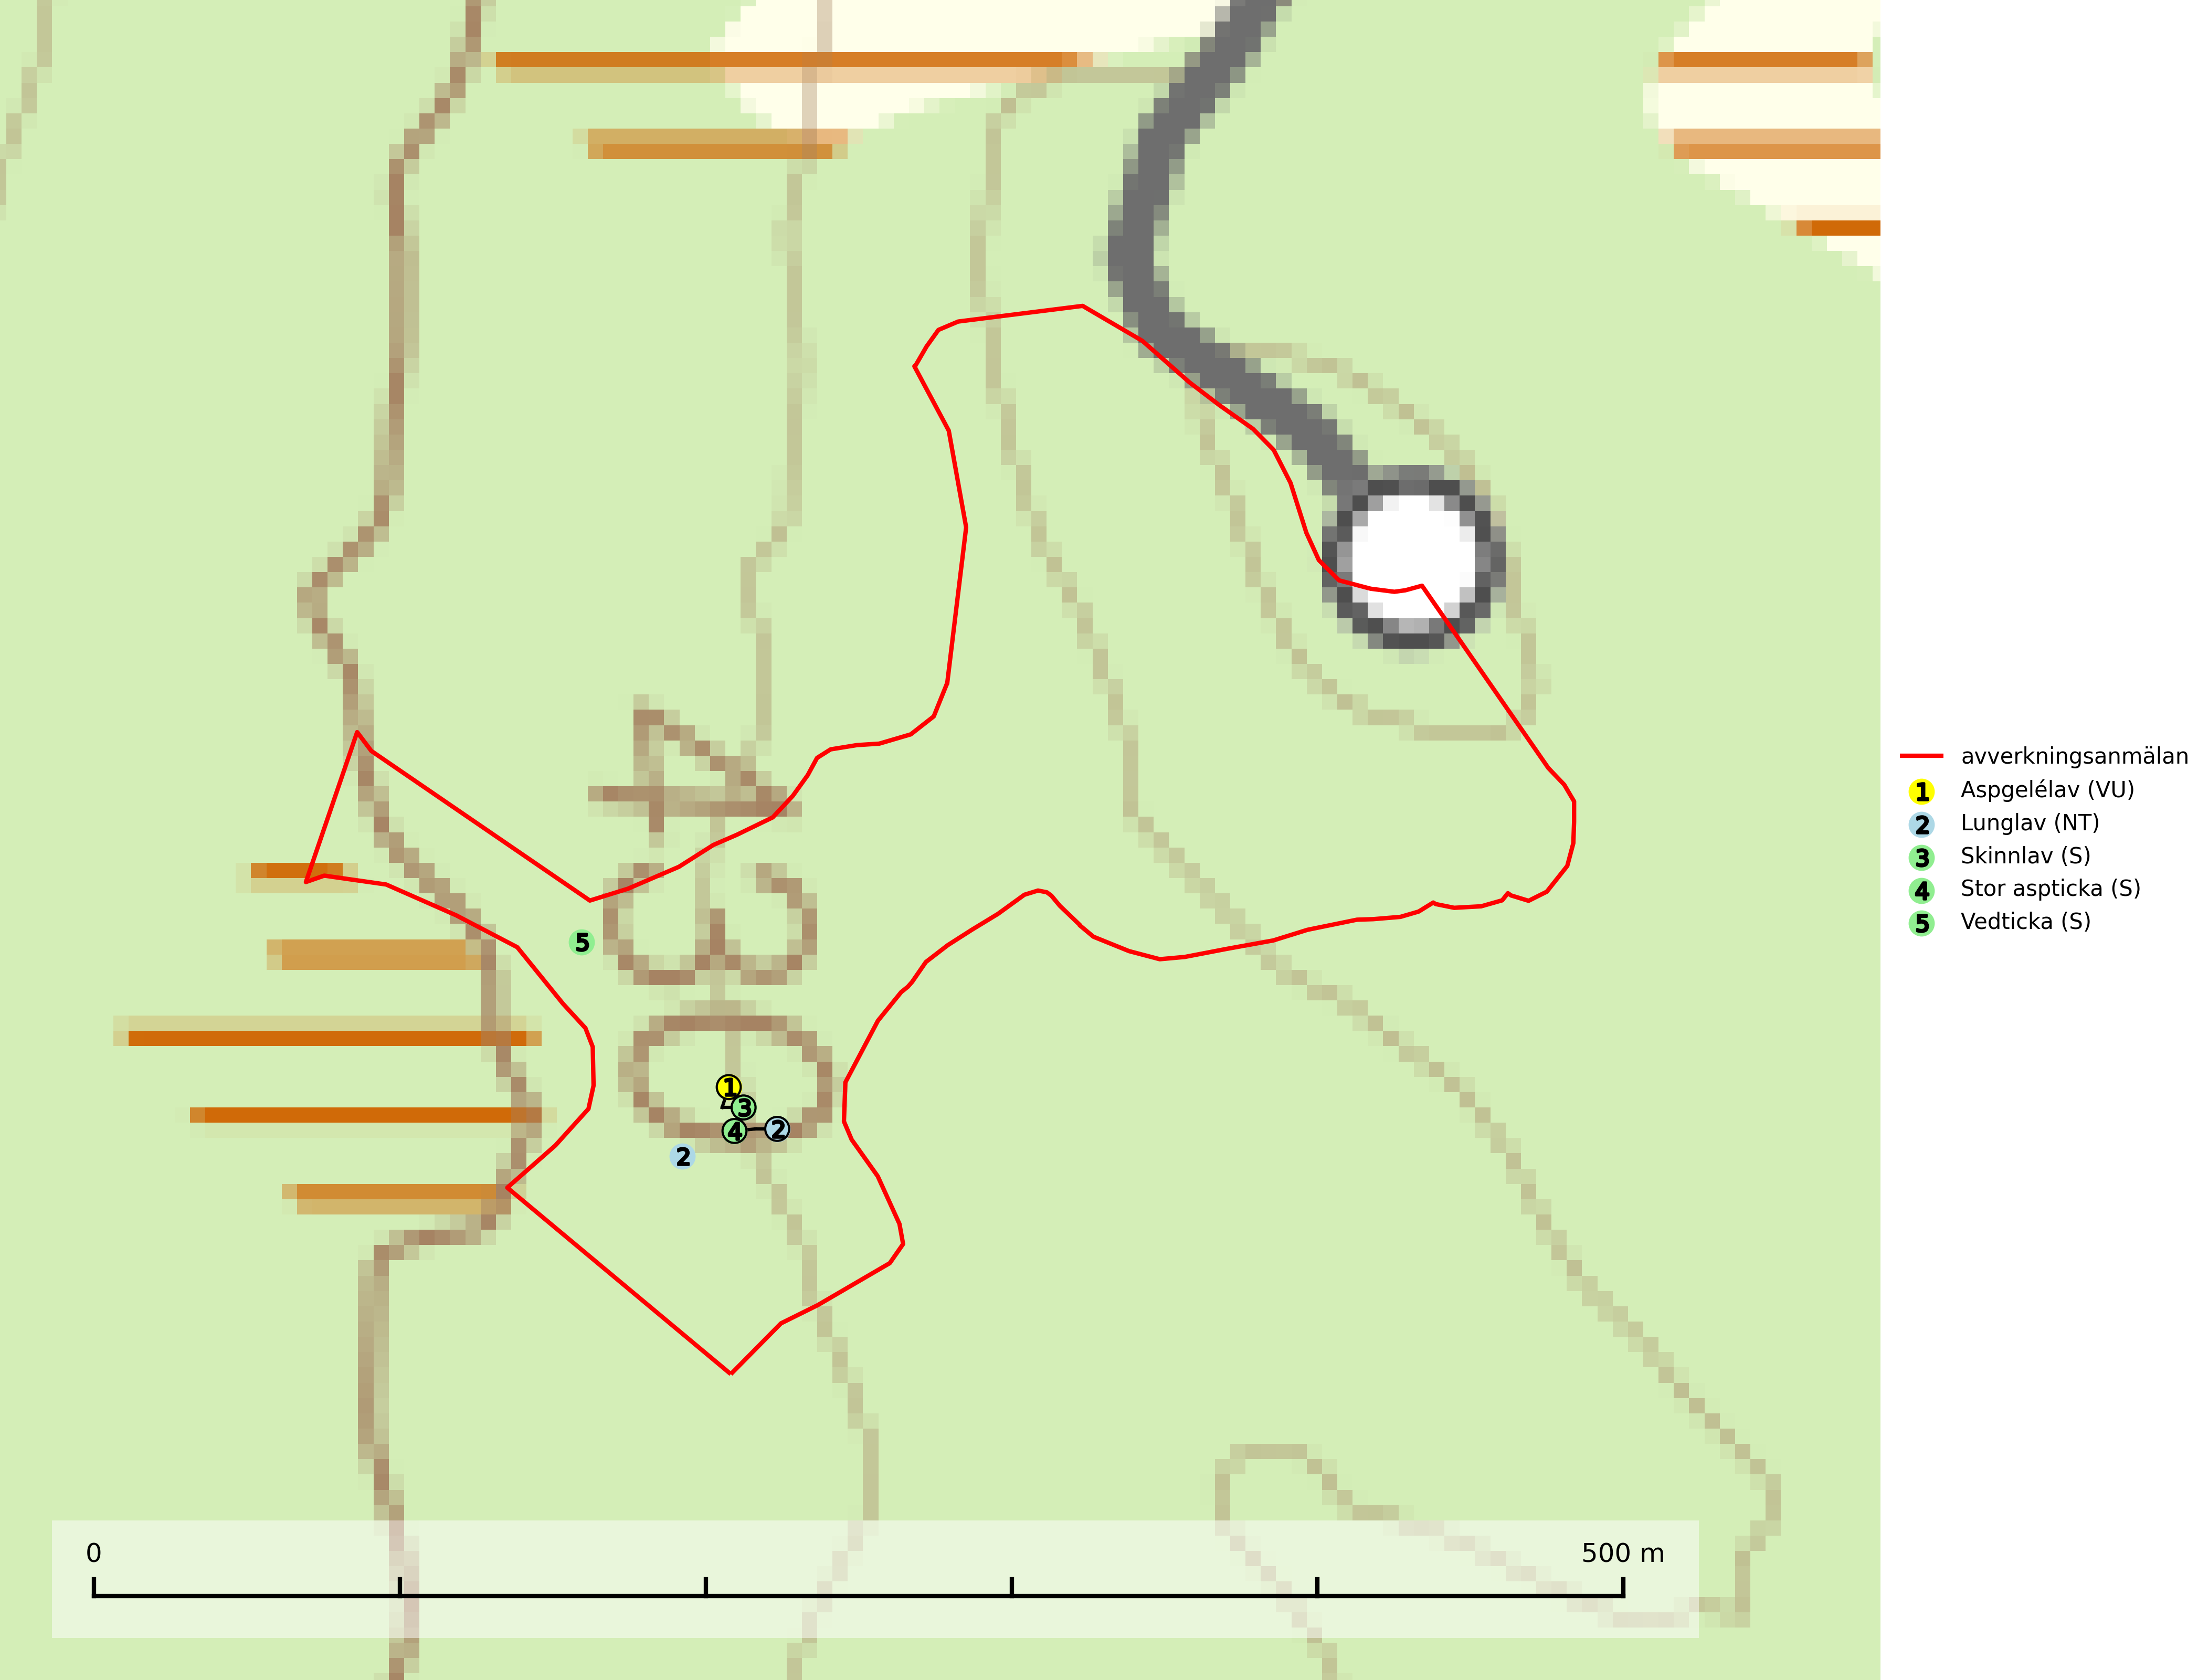 1
3
4
2
2
5
0
500 m
avverkningsanmälan
1 Aspgelélav (VU)
2 Lunglav (NT)
3 Skinnlav (S)
4 Stor aspticka (S)
5 Vedticka (S)